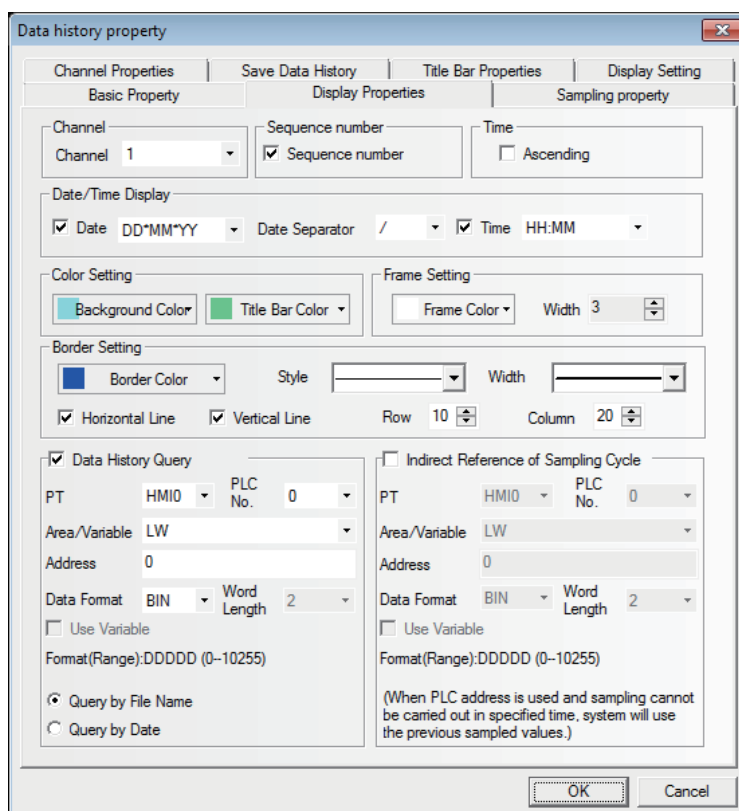 Data history property
Channel Properties Save Data History Title Bar Properties Display Setting
Basic Property Display Properties Sampling property
Channel Sequence number Time
Channel 1 Sequence number Ascending
Date/Time Display
Date DD*MM*YY Date Separator / Time HH:MM
Color Setting Frame Setting
Background Color Title Bar Color Frame Color Width 3
Border Setting
Border Color Style Width
Horizontal Line Vertical Line Row 10 Column 20
Data History Query
PT HMI0 PLC No. 0
Area/Variable LW
Address 0
Data Format BIN Word Length 2
Use Variable
Format(Range):DDDDD (0--10255)
Query by File Name
Query by Date
Indirect Reference of Sampling Cycle
PT HMI0 PLC No. 0
Area/Variable LW
Address 0
Data Format BIN Word Length 2
Use Variable
Format(Range):DDDDD (0--10255)
(When PLC address is used and sampling cannot
be carried out in specified time, system will use
the previous sampled values.)
OK Cancel